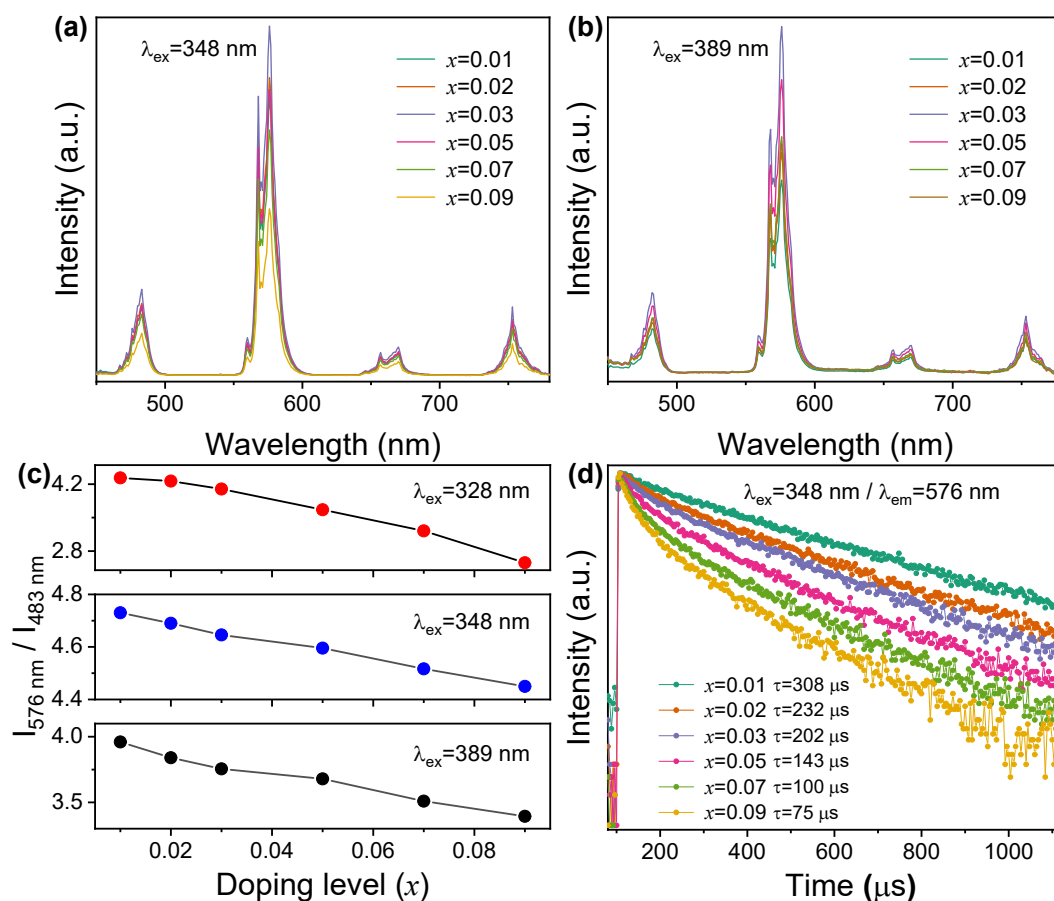 (a)
λex=348 nm
x=0.01
x=0.02
x=0.03
x=0.05
x=0.07
x=0.09
Intensity (a.u.)
500
600
700
Wavelength (nm)
(b)
λex=389 nm
x=0.01
x=0.02
x=0.03
x=0.05
x=0.07
x=0.09
Intensity (a.u.)
500
600
700
Wavelength (nm)
(c)
λex=328 nm
4.2
2.8
λex=348 nm
4.8
4.6
4.4
λex=389 nm
4.0
3.5
I576 nm / I483 nm
0.02
0.04
0.06
0.08
Doping level (x)
(d)
λex=348 nm / λem=576 nm
x=0.01 τ=308 μs
x=0.02 τ=232 μs
x=0.03 τ=202 μs
x=0.05 τ=143 μs
x=0.07 τ=100 μs
x=0.09 τ=75 μs
Intensity (a.u.)
200
400
600
800
1000
Time (μs)